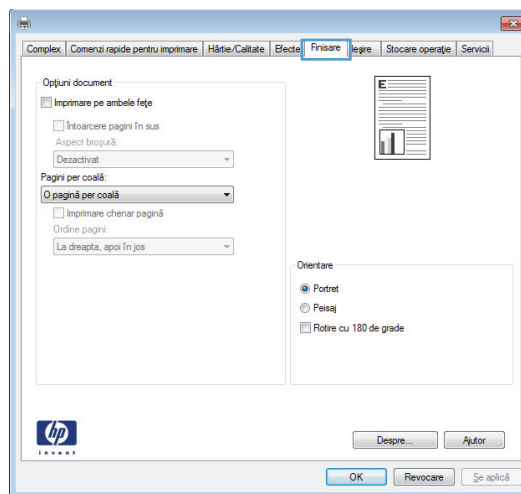 Complex Comenzi rapide pentru imprimare Hârtie/Calitate Efecte Finisare Ieşire Stocare operaţie Servicii
Opţiuni document
Imprimare pe ambele feţe
Întoarcere pagini în sus
Aspect broşură:
Dezactivat
Pagini per coală:
O pagină per coală
Imprimare chenar pagină
Ordine pagini:
La dreapta, apoi în jos
E
Orientare
Portret
Peisaj
Rotire cu 180 de grade
hp
invent
Despre... Ajutor
OK Revocare Se aplică